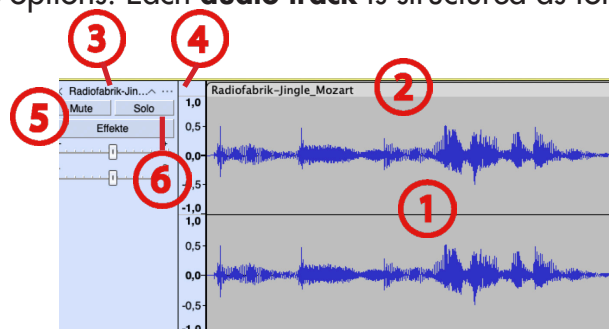 options. Each audio track is structured as
3
4
Radiofabrik-Jin...
Radiofabrik-Jingle_Mozart
2
1,0
5
Mute
Solo
0,5-
Effekte
6
0,0-
-0,5-
-1,0
1
1,0
0,5-
0,0-
-0,5-
-1,0